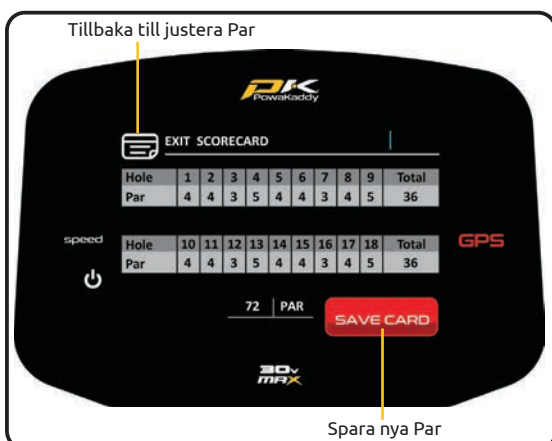 Tillbaka till justera Par
PK
PowaKaddy
EXIT SCORECARD
Hole 1 2 3 4 5 6 7 8 9 Total
Par 4 4 3 5 4 4 3 4 5 36
speed
GPS
Hole 10 11 12 13 14 15 16 17 18 Total
Par 4 4 3 5 4 4 3 4 5 36
72 PAR
SAVE CARD
30v
MAX
Spara nya Par